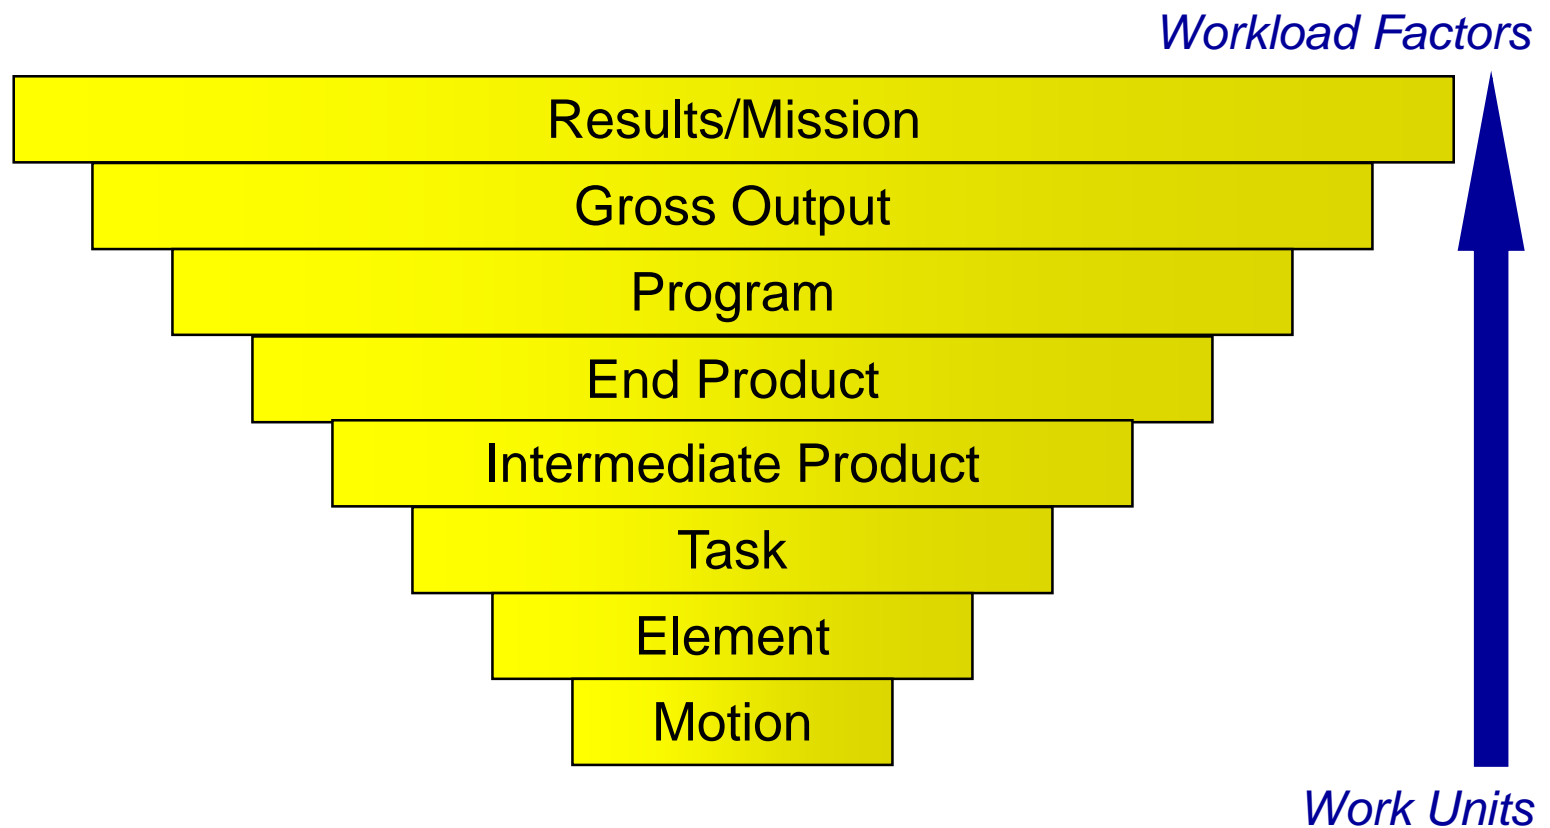 Workload Factors
Results/Mission
Gross Output
Program
End Product
Intermediate Product
Task
Element
Motion
Work Units